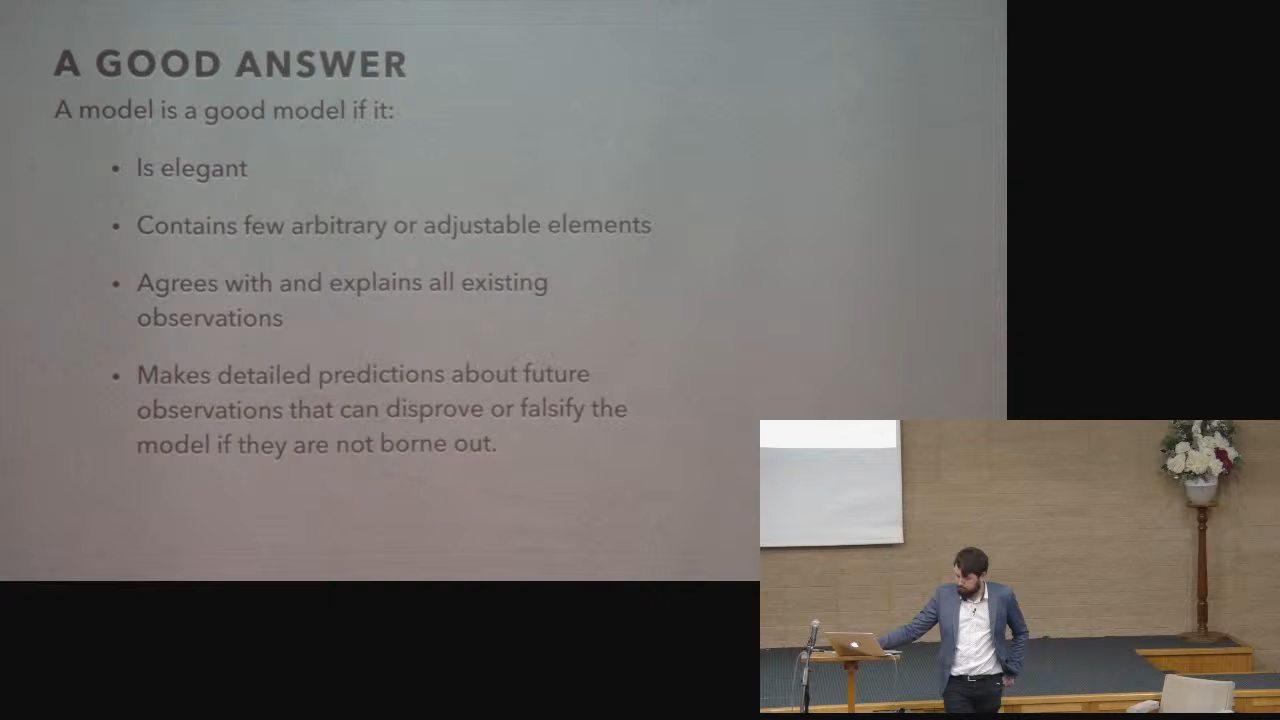 A GOOD ANSWER
A model is a good model if it:
• Is elegant
• Contains few arbitrary or adjustable elements
• Agrees with and explains all existing
observations
• Makes detailed predictions about future
observations that can disprove or falsify the
model if they are not borne out.